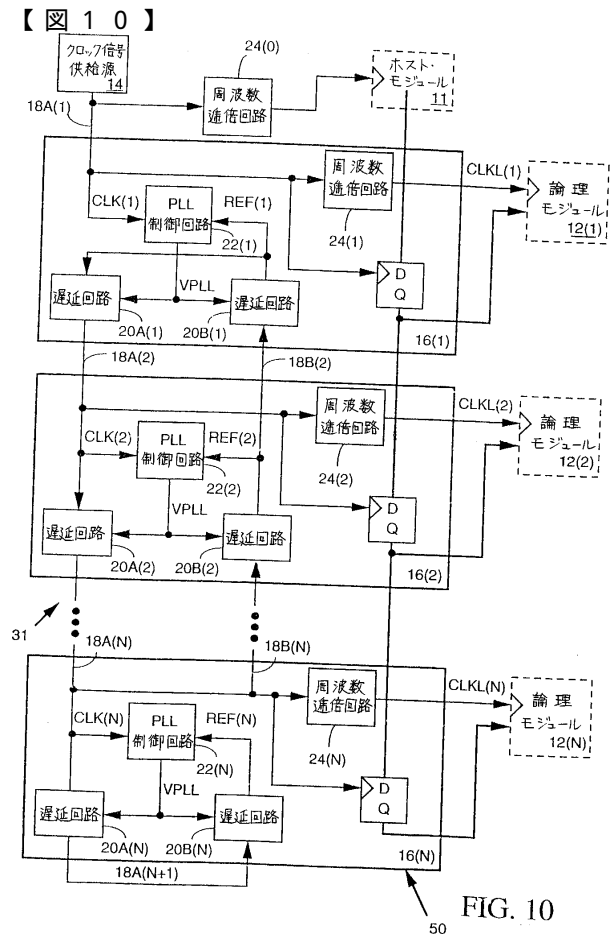 【図10】
クロック信号
供給源
14
24(0)
ホスト・
モジュール
11
周波数
逓倍回路
18A(1)
周波数
逓倍回路
24(1)
CLKL(1)
論理
モジュール
12(1)
CLK(1)
PLL
制御回路
22(1)
REF(1)
遅延回路
20A(1)
VPLL
遅延回路
20B(1)
D
Q
16(1)
18A(2)
18B(2)
周波数
逓倍回路
24(2)
CLKL(2)
論理
モジュール
12(2)
CLK(2)
PLL
制御回路
22(2)
REF(2)
遅延回路
20A(2)
VPLL
遅延回路
20B(2)
D
Q
16(2)
31
18A(N)
18B(N)
周波数
逓倍回路
24(N)
CLKL(N)
論理
モジュール
12(N)
CLK(N)
PLL
制御回路
22(N)
REF(N)
遅延回路
20A(N)
VPLL
遅延回路
20B(N)
D
Q
16(N)
18A(N+1)
50
FIG. 10